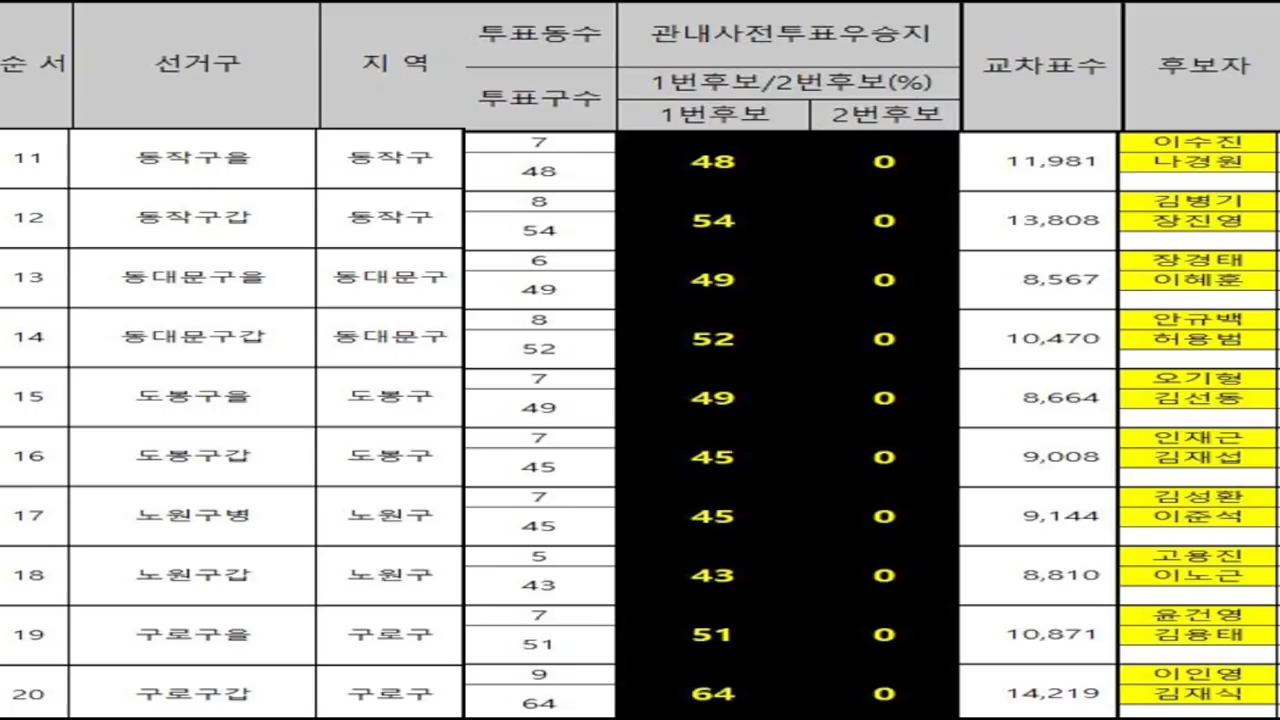 순 서 선거구 지 역 투표동수 관내사전투표우승지 교차표수 후보자
투표구수 1번후보/2번후보(%)
1번후보 2번후보
11 동작구을 동작구 7 48 0 11,981 이수진
48 나경원
12 동작구갑 동작구 8 54 0 13,808 김병기
54 장진영
13 동대문구을 동대문구 6 49 0 8,567 장경태
49 이혜훈
14 동대문구갑 동대문구 8 52 0 10,470 안규백
52 허용범
15 도봉구을 도봉구 7 49 0 8,664 오기형
49 김선동
16 도봉구갑 도봉구 7 45 0 9,008 인재근
45 김재섭
17 노원구병 노원구 7 45 0 9,144 김성환
45 이준석
18 노원구갑 노원구 5 43 0 8,810 고용진
43 이노근
19 구로구을 구로구 7 51 0 10,871 윤건영
51 김용태
20 구로구갑 구로구 9 64 0 14,219 이인영
64 김재식